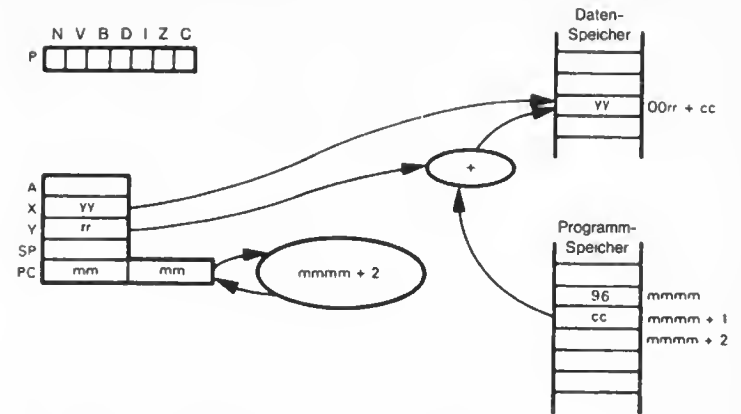 N V B D I Z C
P
Daten-
Speicher
yy 00rr + cc
+
A
X yy
Y rr
SP
PC mm mm
mmmm + 2
Programm-
Speicher
96 mmmm
cc mmmm + 1
mmmm + 2